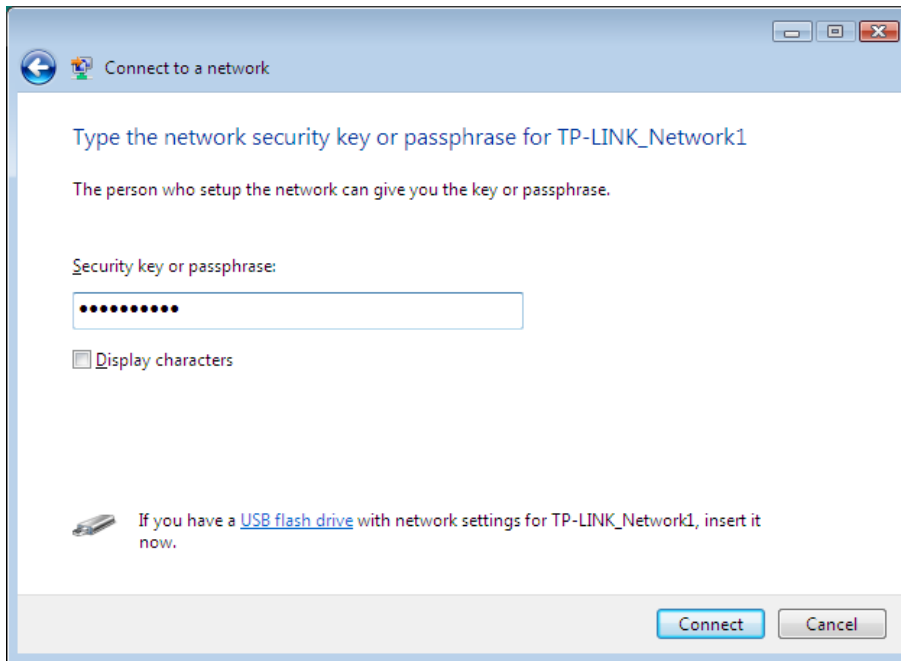 Connect to a network
Type the network security key or passphrase for TP-LINK_Network1
The person who setup the network can give you the key or passphrase.
Security key or passphrase:
••••••••••
Display characters
If you have a USB flash drive with network settings for TP-LINK_Network1, insert it
now.
Connect Cancel